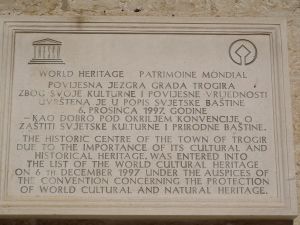 WORLD HERITAGE PATRIMOINE MONDIAL
POVIJESNA JEZGRA GRADA TROGIRA
ZBOG SVOJE KULTURNE I POVIJESNE VRIJEDNOSTI
UVRŠTENA JE U POPIS SVJETSKE BAŠTINE
6. PROSINCA 1997. GODINE
– KAO DOBRO POD OKRILJEM KONVENCIJE O
ZAŠTITI SVJETSKE KULTURNE I PRIRODNE BAŠTINE.
THE HISTORIC CENTRE OF THE TOWN OF TROGIR
DUE TO THE IMPORTANCE OF ITS CULTURAL AND
HISTORICAL HERITAGE, WAS ENTERED INTO
THE LIST OF THE WORLD CULTURAL HERITAGE
ON 6 TH DECEMBER 1997 UNDER THE AUSPICES OF
THE CONVENTION CONCERNING THE PROTECTION
OF WORLD CULTURAL AND NATURAL HERITAGE.